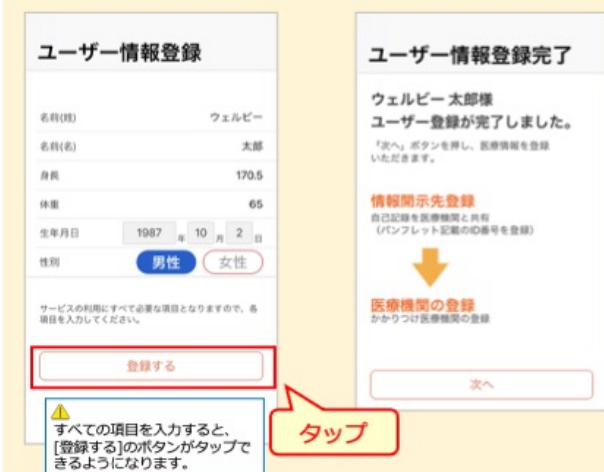 ユーザー情報登録
名前(姓) ウェルビー
名前(名) 太郎
身長 170.5
体重 65
生年月日 1987 年 10 月 2 日
性別 男性 女性
サービスの利用にすべて必要な項目となりますので、各
項目を入力してください。
登録する
すべての項目を入力すると、
[登録する]のボタンがタップで
きるようになります。
タップ
ユーザー情報登録完了
ウェルビー 太郎様
ユーザー登録が完了しました。
「次へ」ボタンを押し、医療情報を登録
いただきます。
情報開示先登録
自己記録を医療機関と共有
(パンフレット記載のID番号を登録)
医療機関の登録
かかりつけ医療機関の登録
次へ